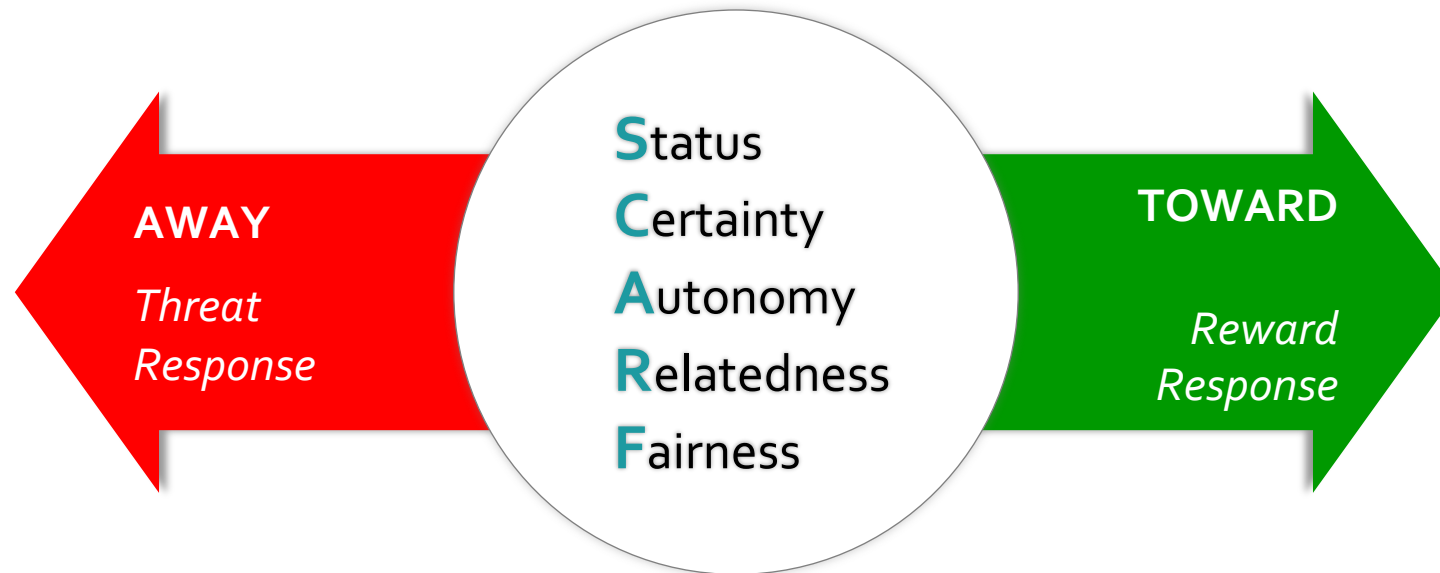 AWAY
Threat
Response
Status
Certainty
Autonomy
Relatedness
Fairness
TOWARD
Reward
Response